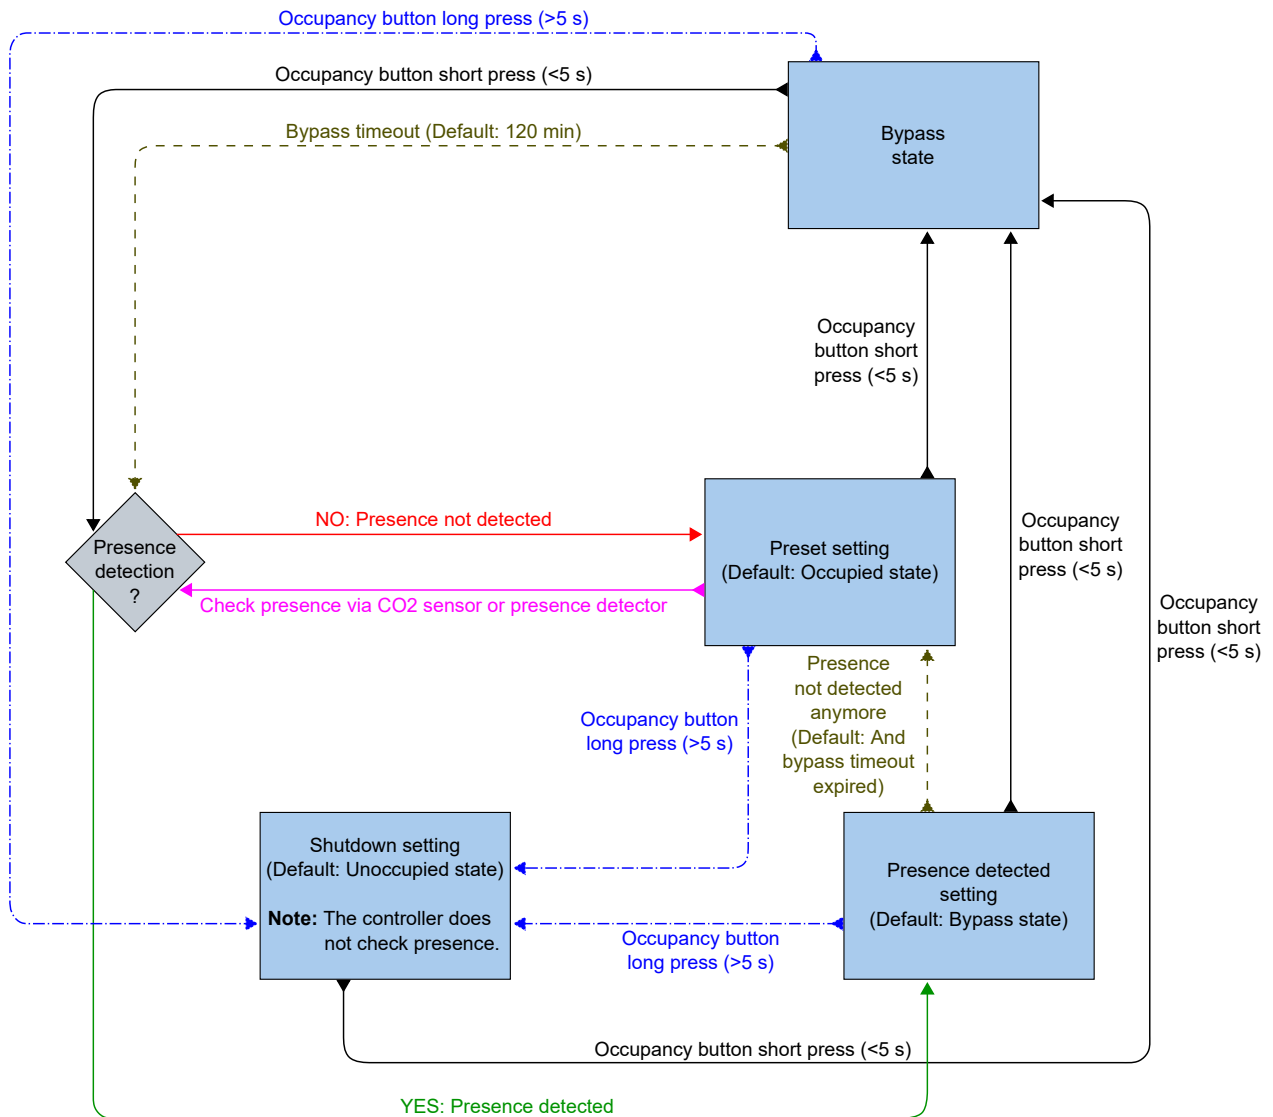 Occupancy button long press (>5 s)
Occupancy button short press (<5 s)
Bypass timeout (Default: 120 min)
Bypass
state
Occupancy
button short
press (<5 s)
Occupancy
button short
press (<5 s)
Occupancy
button short
press (<5 s)
NO: Presence not detected
Presence
detection
?
Preset setting
(Default: Occupied state)
Check presence via CO2 sensor or presence detector
Presence
not detected
anymore
(Default: And
bypass timeout
expired)
Occupancy button
long press (>5 s)
Shutdown setting
(Default: Unoccupied state)
Note: The controller does
not check presence.
Presence detected
setting
(Default: Bypass state)
Occupancy button
long press (>5 s)
Occupancy button short press (<5 s)
YES: Presence detected